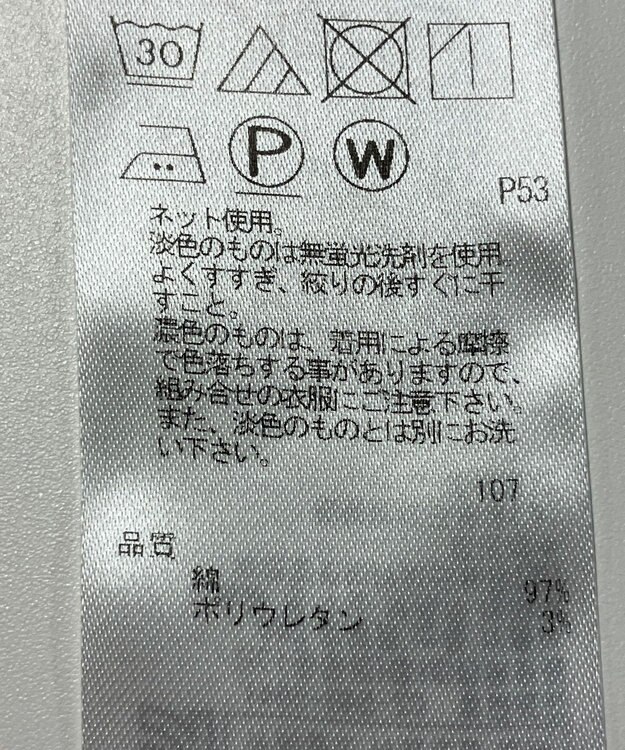 30
P W
P53
ネット使用。
淡色のものは無蛍光洗剤を使用。
よくすすぎ、絞りの後すぐに干
すこと。
濃色のものは、着用による摩擦
で色落ちする事がありますので、
組み合せの衣服にご注意下さい。
また、淡色のものとは別にお洗
い下さい。
107
品質
綿 97%
ポリウレタン 3%